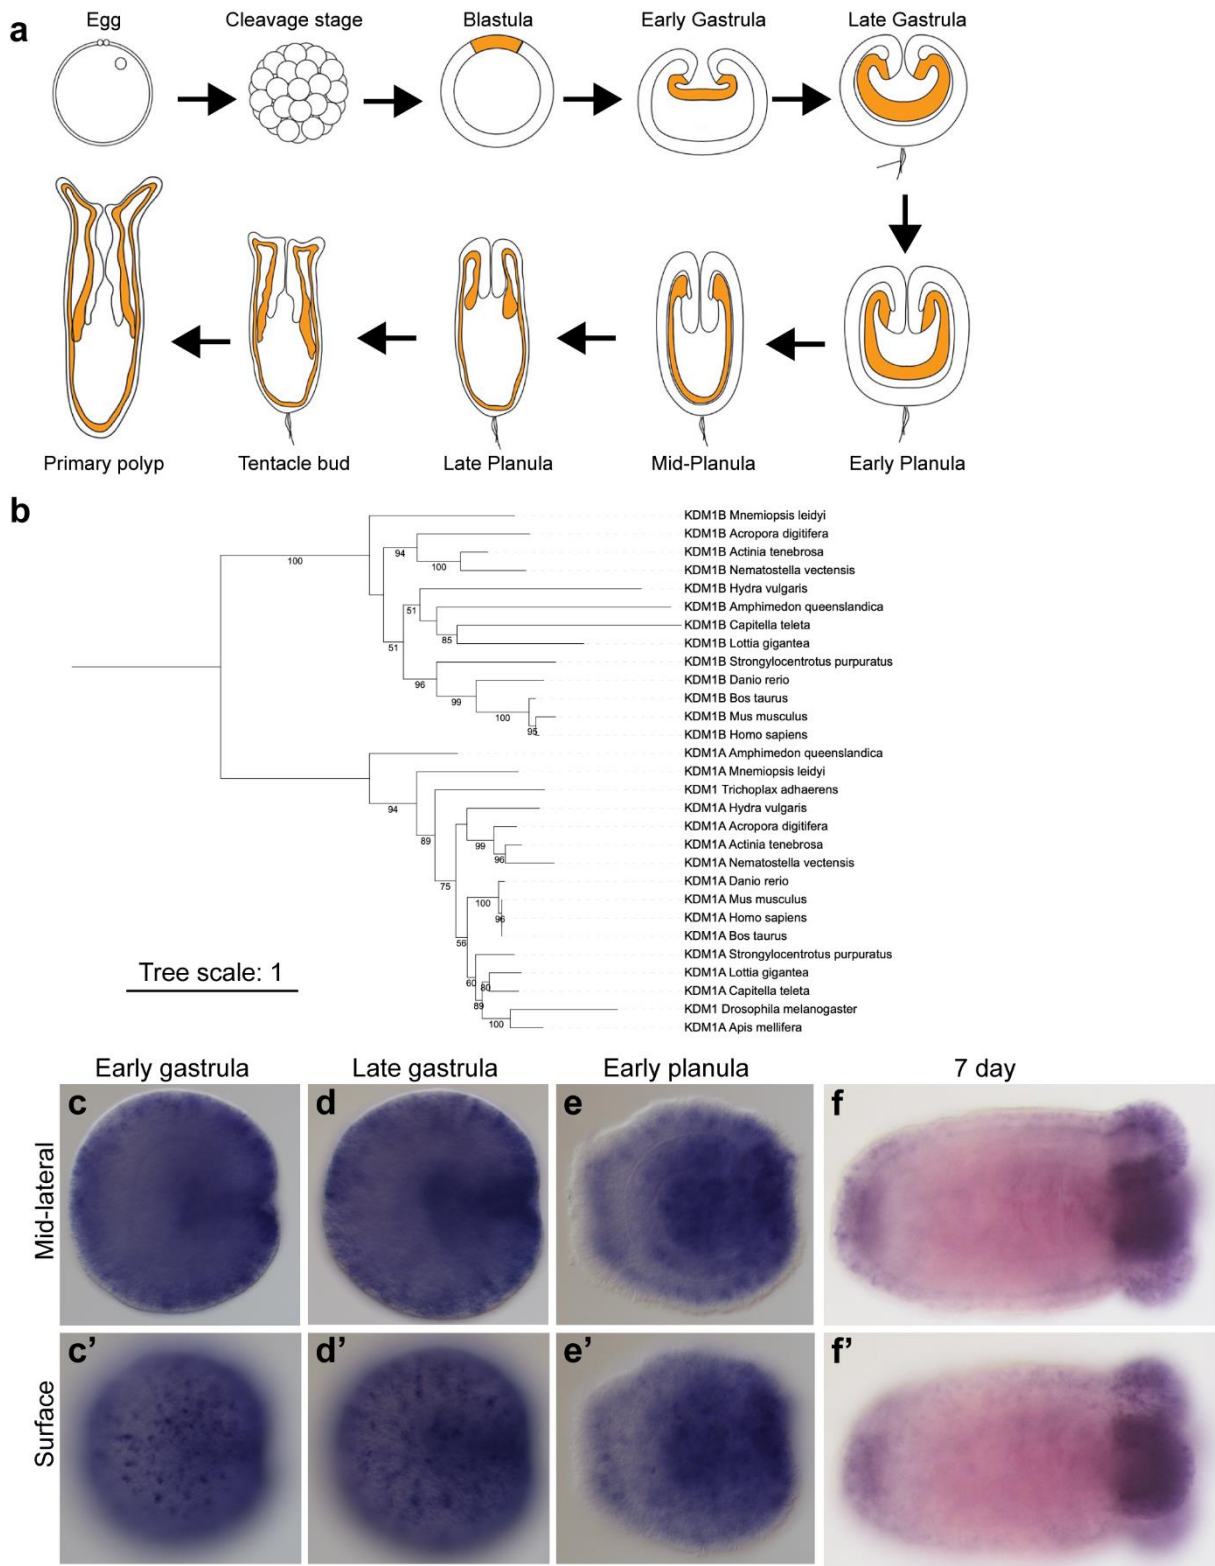 a
Egg
Cleavage stage
Blastula
Early Gastrula
Late Gastrula
Primary polyp
Tentacle bud
Late Planula
Mid-Planula
Early Planula
b
KDM1B Mnemiopsis leidyi
94
KDM1B Acropora digitifera
KDM1B Actinia tenebrosa
100
100
KDM1B Nematostella vectensis
KDM1B Hydra vulgaris
51
KDM1B Amphimedon queenslandica
KDM1B Capitella teleta
85
51
KDM1B Lottia gigantea
KDM1B Strongylocentrotus purpuratus
96
KDM1B Danio rerio
99
KDM1B Bos taurus
100
KDM1B Mus musculus
95
KDM1B Homo sapiens
KDM1A Amphimedon queenslandica
KDM1A Mnemiopsis leidyi
94
KDM1 Trichoplax adhaerens
KDM1A Hydra vulgaris
KDM1A Acropora digitifera
89
99
KDM1A Actinia tenebrosa
96
KDM1A Nematostella vectensis
75
KDM1A Danio rerio
KDM1A Mus musculus
100
KDM1A Homo sapiens
96
KDM1A Bos taurus
56
KDM1A Strongylocentrotus purpuratus
KDM1A Lottia gigantea
60
80
KDM1A Capitella teleta
89
KDM1 Drosophila melanogaster
100
KDM1A Apis mellifera
Tree scale: 1
Early gastrula
Late gastrula
Early planula
7 day
Mid-lateral
c
d
e
f
Surface
c’
d’
e’
f’